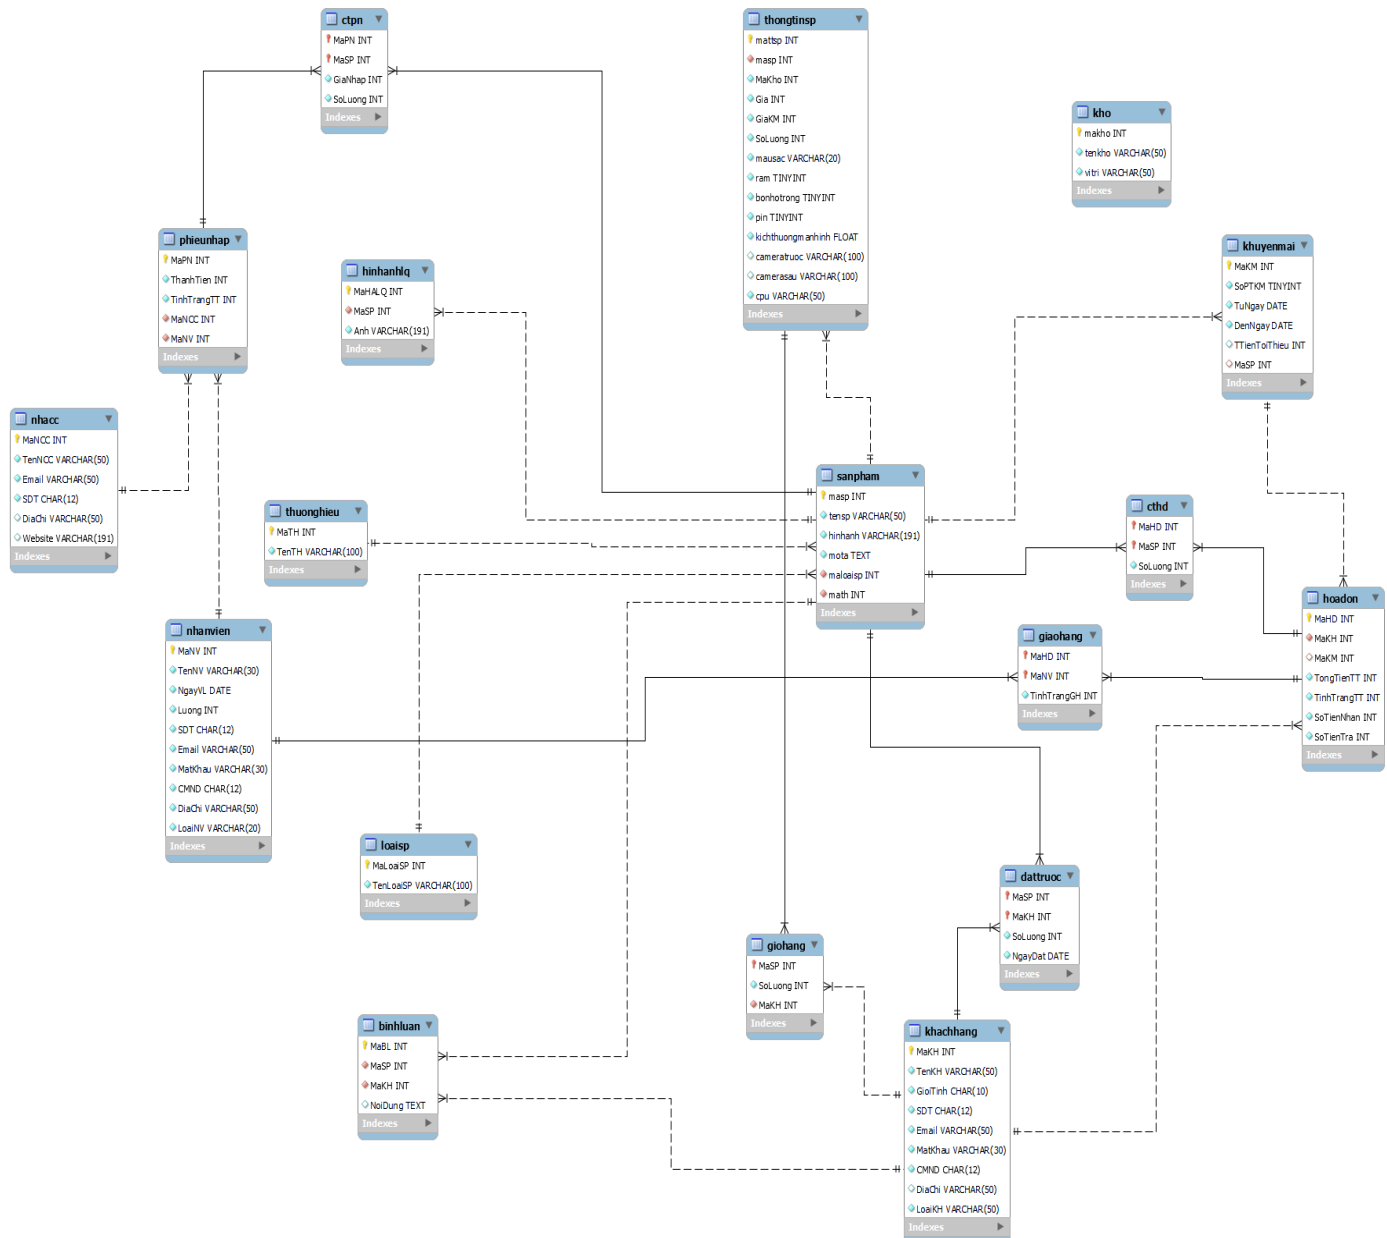 ctpn
MaPN INT
MaSP INT
GiaNhap INT
SoLuong INT
Indexes
thongtinsp
mattsp INT
masp INT
MaKho INT
Gia INT
GiaKM INT
SoLuong INT
mausac VARCHAR(20)
ram TINYINT
bonhotrong TINYINT
pin TINYINT
kichthuongmanhinh FLOAT
cameratruoc VARCHAR(100)
camerasau VARCHAR(100)
cpu VARCHAR(50)
Indexes
kho
makho INT
tenkho VARCHAR(50)
vitri VARCHAR(50)
Indexes
phieunhap
MaPN INT
ThanhTien INT
TinhTrangTT INT
MaNCC INT
MaNV INT
Indexes
hinhanhlq
MaHALQ INT
MaSP INT
Anh VARCHAR(191)
Indexes
khuyenmai
MaKM INT
SoPTKM TINYINT
TuNgay DATE
DenNgay DATE
TTienToiThieu INT
MaSP INT
Indexes
nhacc
MaNCC INT
TenNCC VARCHAR(50)
Email VARCHAR(50)
SDT CHAR(12)
DiaChi VARCHAR(50)
Website VARCHAR(191)
Indexes
thuonghieu
MaTH INT
TenTH VARCHAR(100)
Indexes
sanpham
masp INT
tensp VARCHAR(50)
hinhanh VARCHAR(191)
mota TEXT
maloaisp INT
math INT
Indexes
cthd
MaHD INT
MaSP INT
SoLuong INT
Indexes
hoadon
MaHD INT
MaKH INT
MaKM INT
TongTienTT INT
TinhTrangTT INT
SoTienNhan INT
SoTienTra INT
Indexes
nhanvien
MaNV INT
TenNV VARCHAR(30)
NgayVL DATE
Luong INT
SDT CHAR(12)
Email VARCHAR(50)
MatKhau VARCHAR(30)
CMND CHAR(12)
DiaChi VARCHAR(50)
LoaiNV VARCHAR(20)
Indexes
giaohang
MaHD INT
MaNV INT
TinhTrangGH INT
Indexes
loaisp
MaLoaiSP INT
TenLoaiSP VARCHAR(100)
Indexes
dattruoc
MaSP INT
MaKH INT
SoLuong INT
NgayDat DATE
Indexes
giohang
MaSP INT
SoLuong INT
MaKH INT
Indexes
binhluan
MaBL INT
MaSP INT
MaKH INT
NoiDung TEXT
Indexes
khachhang
MaKH INT
TenKH VARCHAR(50)
GioiTinh CHAR(10)
SDT CHAR(12)
Email VARCHAR(50)
MatKhau VARCHAR(30)
CMND CHAR(12)
DiaChi VARCHAR(50)
LoaiKH VARCHAR(50)
Indexes